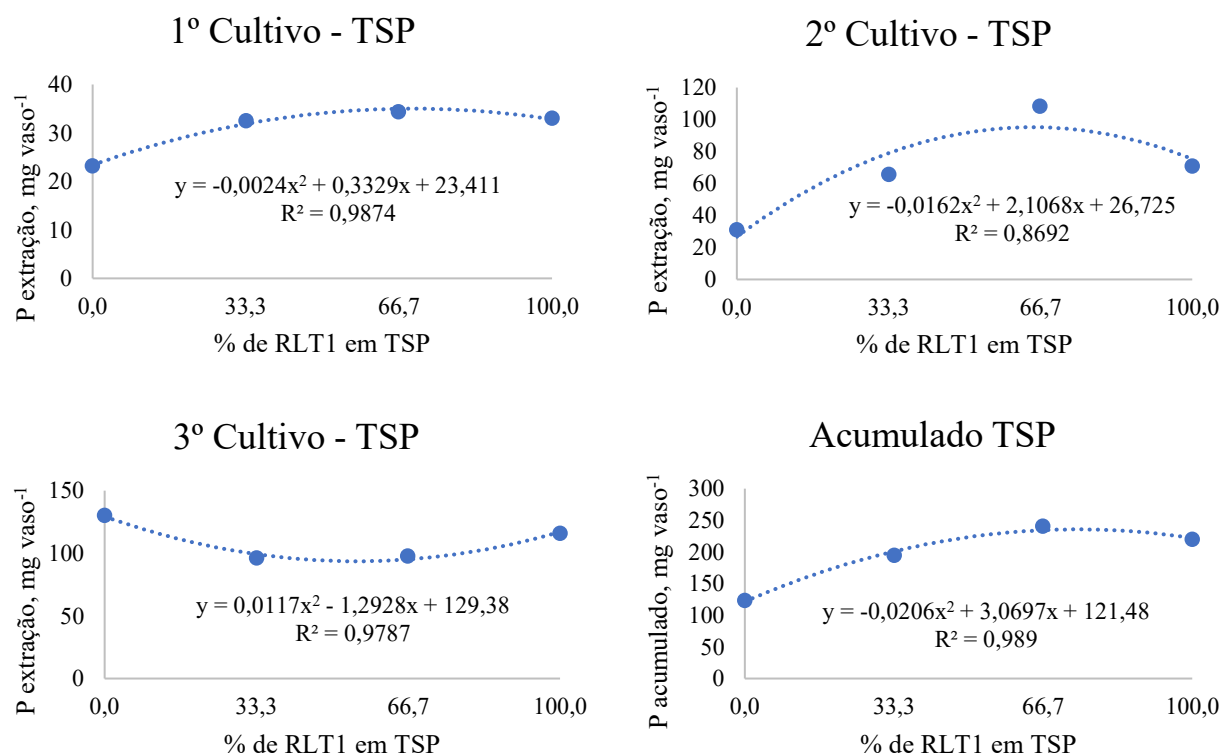 1º Cultivo - TSP
P extração, mg vaso-1
40
30
20
10
0
y = -0,0024x² + 0,3329x + 23,411
R² = 0,9874
0,0 33,3 66,7 100,0
% de RLT1 em TSP
2º Cultivo - TSP
P extração, mg vaso-1
120
100
80
60
40
20
0
y = -0,0162x² + 2,1068x + 26,725
R² = 0,8692
0,0 33,3 66,7 100,0
% de RLT1 em TSP
3º Cultivo - TSP
P extração, mg vaso-1
150
100
50
0
y = 0,0117x² - 1,2928x + 129,38
R² = 0,9787
0,0 33,3 66,7 100,0
% de RLT1 em TSP
Acumulado TSP
P acumulado, mg vaso-1
300
250
200
150
100
50
0
y = -0,0206x² + 3,0697x + 121,48
R² = 0,989
0,0 33,3 66,7 100,0
% de RLT1 em TSP